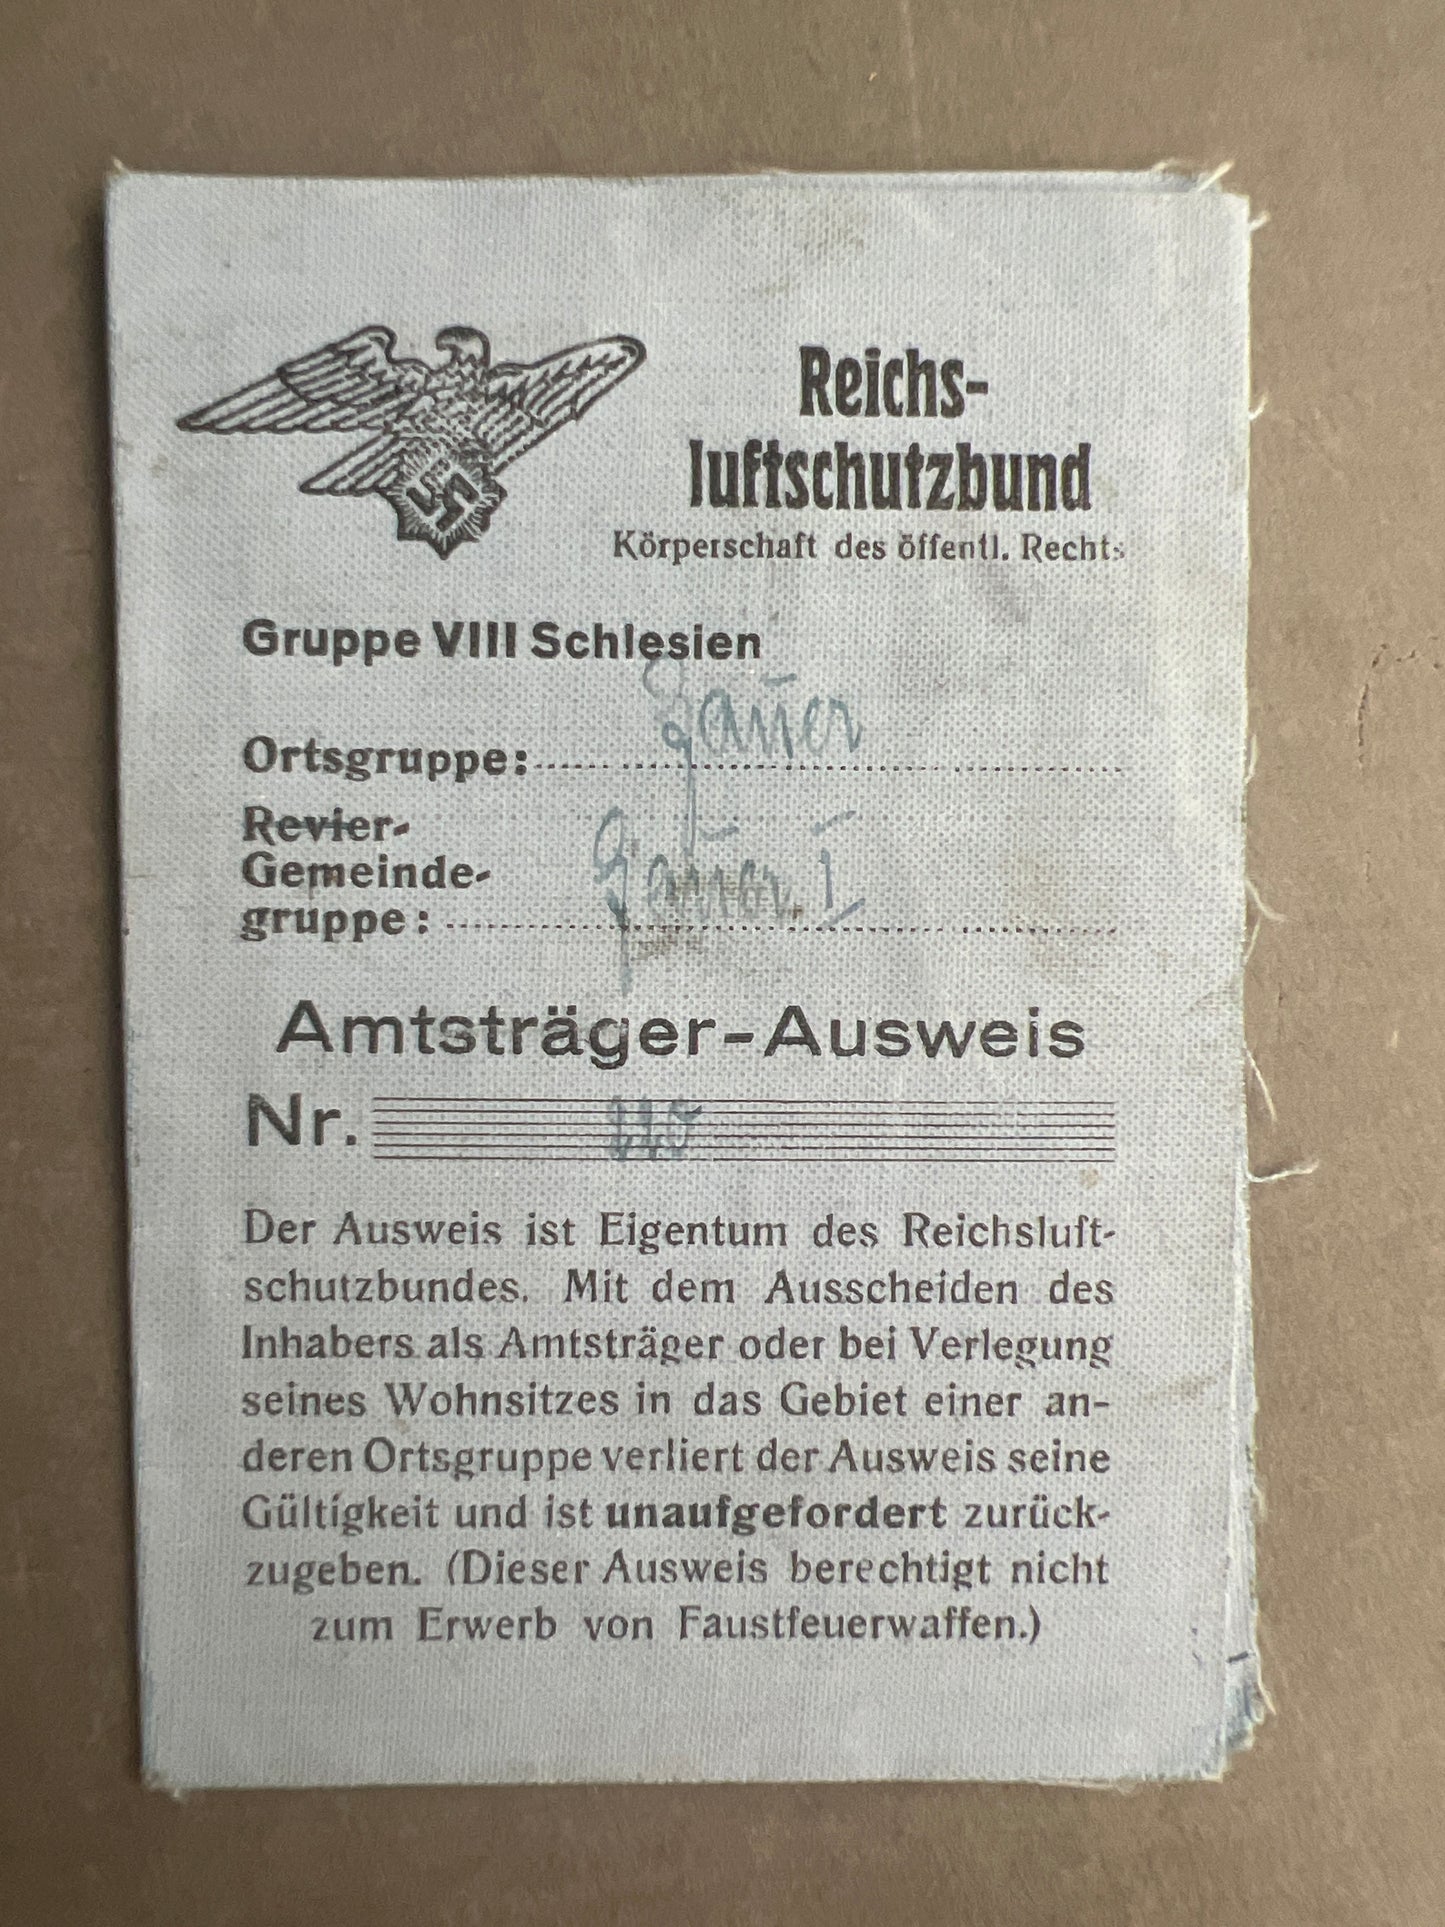 Reichs-
luftschutzbund
Körperschaft des öffentl. Rechts
Gruppe VIII Schlesien
Ortsgruppe: Jauer
Revier-
Gemeinde-
gruppe: Jauer I
Amtsträger-Ausweis
Nr.
Der Ausweis ist Eigentum des Reichsluft-
schutzbundes. Mit dem Ausscheiden des
Inhabers als Amtsträger oder bei Verlegung
seines Wohnsitzes in das Gebiet einer an-
deren Ortsgruppe verliert der Ausweis seine
Gültigkeit und ist unaufgefordert zurück-
zugeben. (Dieser Ausweis berechtigt nicht
zum Erwerb von Faustfeuerwaffen.)